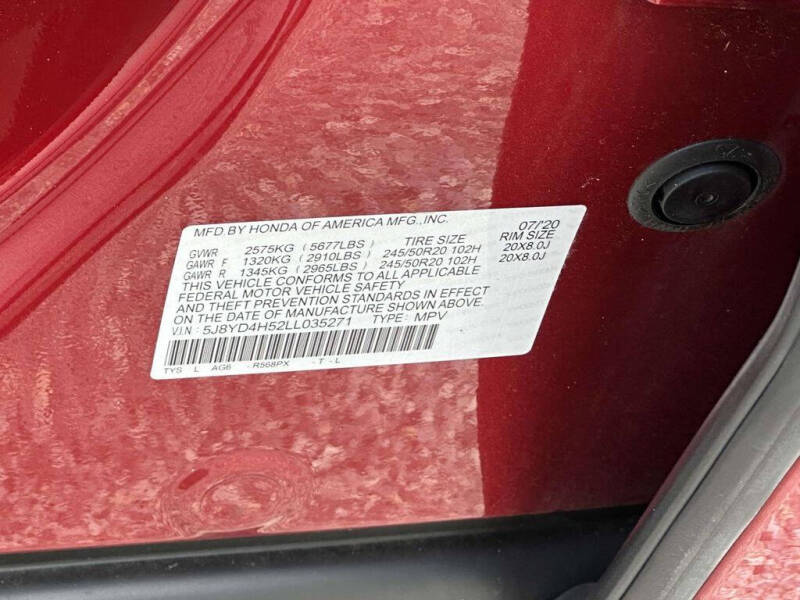 MFD. BY HONDA OF AMERICA MFG., INC. 07/'20
GVWR 2575KG (5677LBS) TIRE SIZE RIM SIZE
GAWR F 1320KG (2910LBS) 245/50R20 102H 20X8.0J
GAWR R 1345KG (2965LBS) 245/50R20 102H 20X8.0J
THIS VEHICLE CONFORMS TO ALL APPLICABLE
FEDERAL MOTOR VEHICLE SAFETY
AND THEFT PREVENTION STANDARDS IN EFFECT
ON THE DATE OF MANUFACTURE SHOWN ABOVE.
V.I.N: 5J8YD4H52LL035271 TYPE: MPV
TYS L AG6 -R568PX -T -L